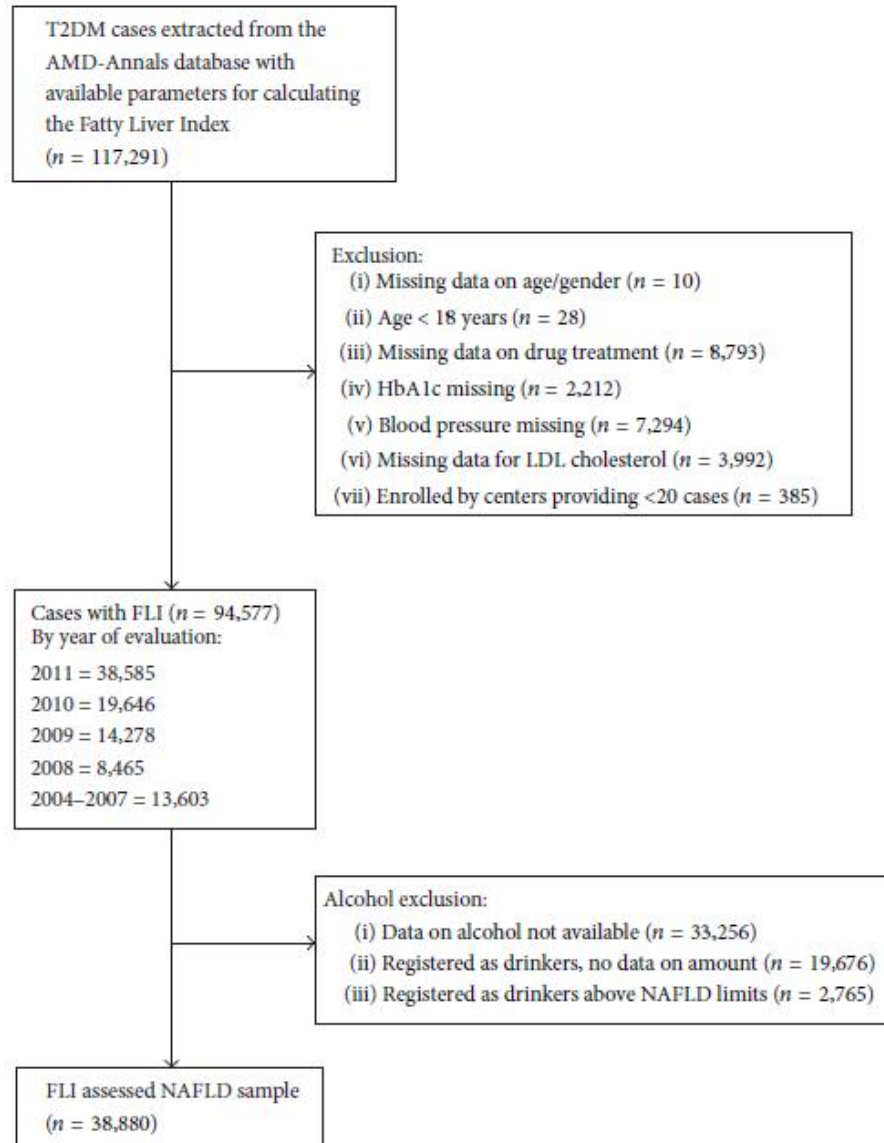 T2DM cases extracted from the
AMD-Annals database with
available parameters for calculating
the Fatty Liver Index
(n = 117,291)
Exclusion:
(i) Missing data on age/gender (n = 10)
(ii) Age < 18 years (n = 28)
(iii) Missing data on drug treatment (n = 8,793)
(iv) HbA1c missing (n = 2,212)
(v) Blood pressure missing (n = 7,294)
(vi) Missing data for LDL cholesterol (n = 3,992)
(vii) Enrolled by centers providing <20 cases (n = 385)
Cases with FLI (n = 94,577)
By year of evaluation:
2011 = 38,585
2010 = 19,646
2009 = 14,278
2008 = 8,465
2004–2007 = 13,603
Alcohol exclusion:
(i) Data on alcohol not available (n = 33,256)
(ii) Registered as drinkers, no data on amount (n = 19,676)
(iii) Registered as drinkers above NAFLD limits (n = 2,765)
FLI assessed NAFLD sample
(n = 38,880)